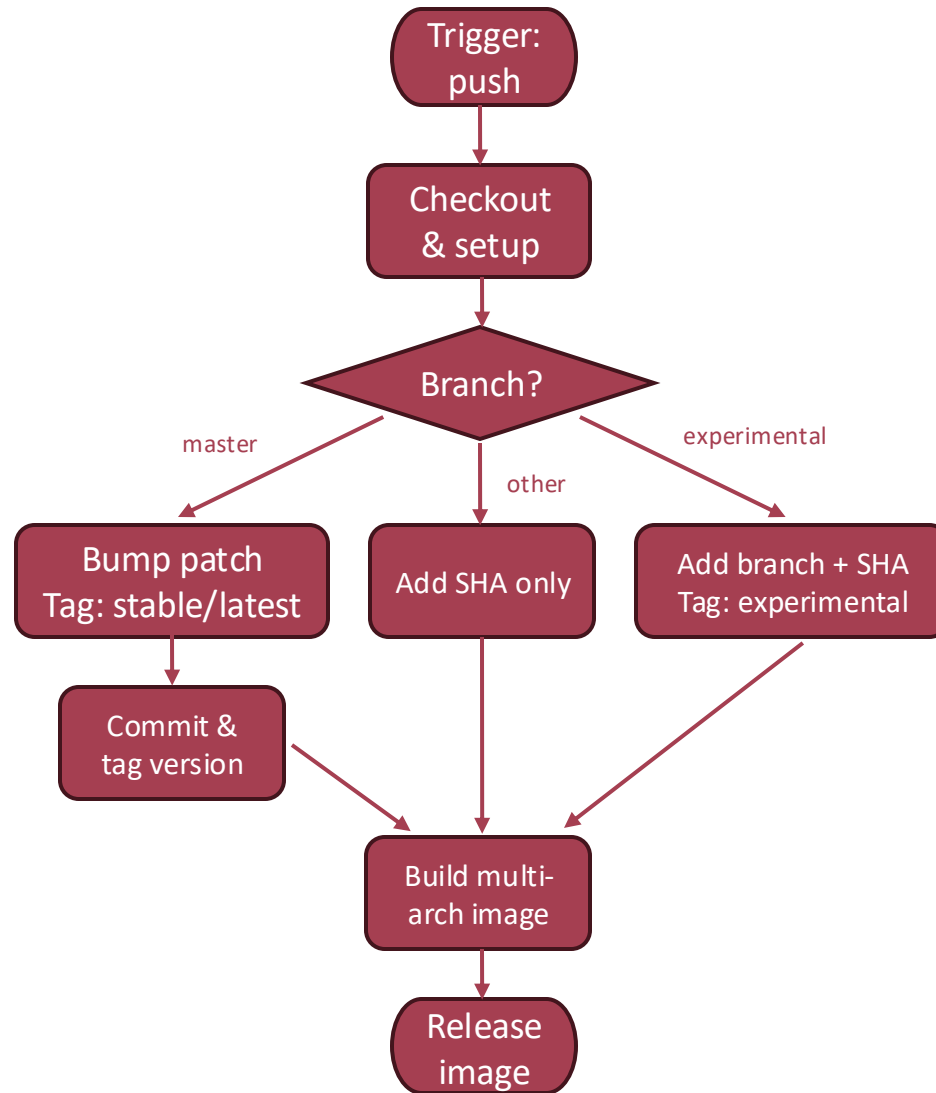 Trigger:
push
Checkout
& setup
Branch?
master
experimental
other
Bump patch
Tag: stable/latest
Add SHA only
Add branch + SHA
Tag: experimental
Commit &
tag version
Build multi-
arch image
Release
image